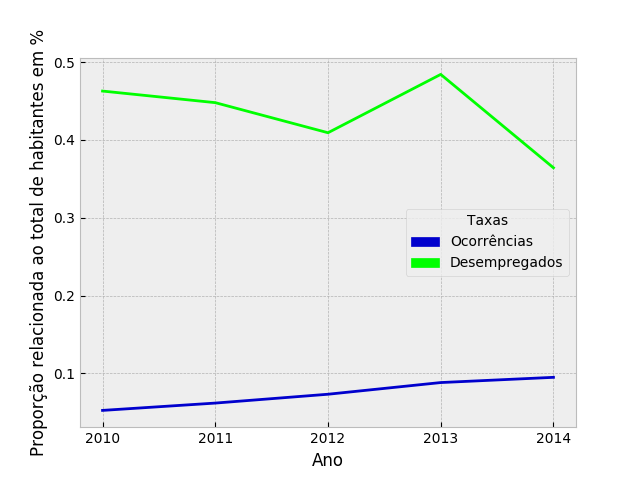 Proporção relacionada ao total de habitantes em %
0.5
0.4
0.3
0.2
0.1
Taxas
Ocorrências
Desempregados
2010 2011 2012 2013 2014
Ano